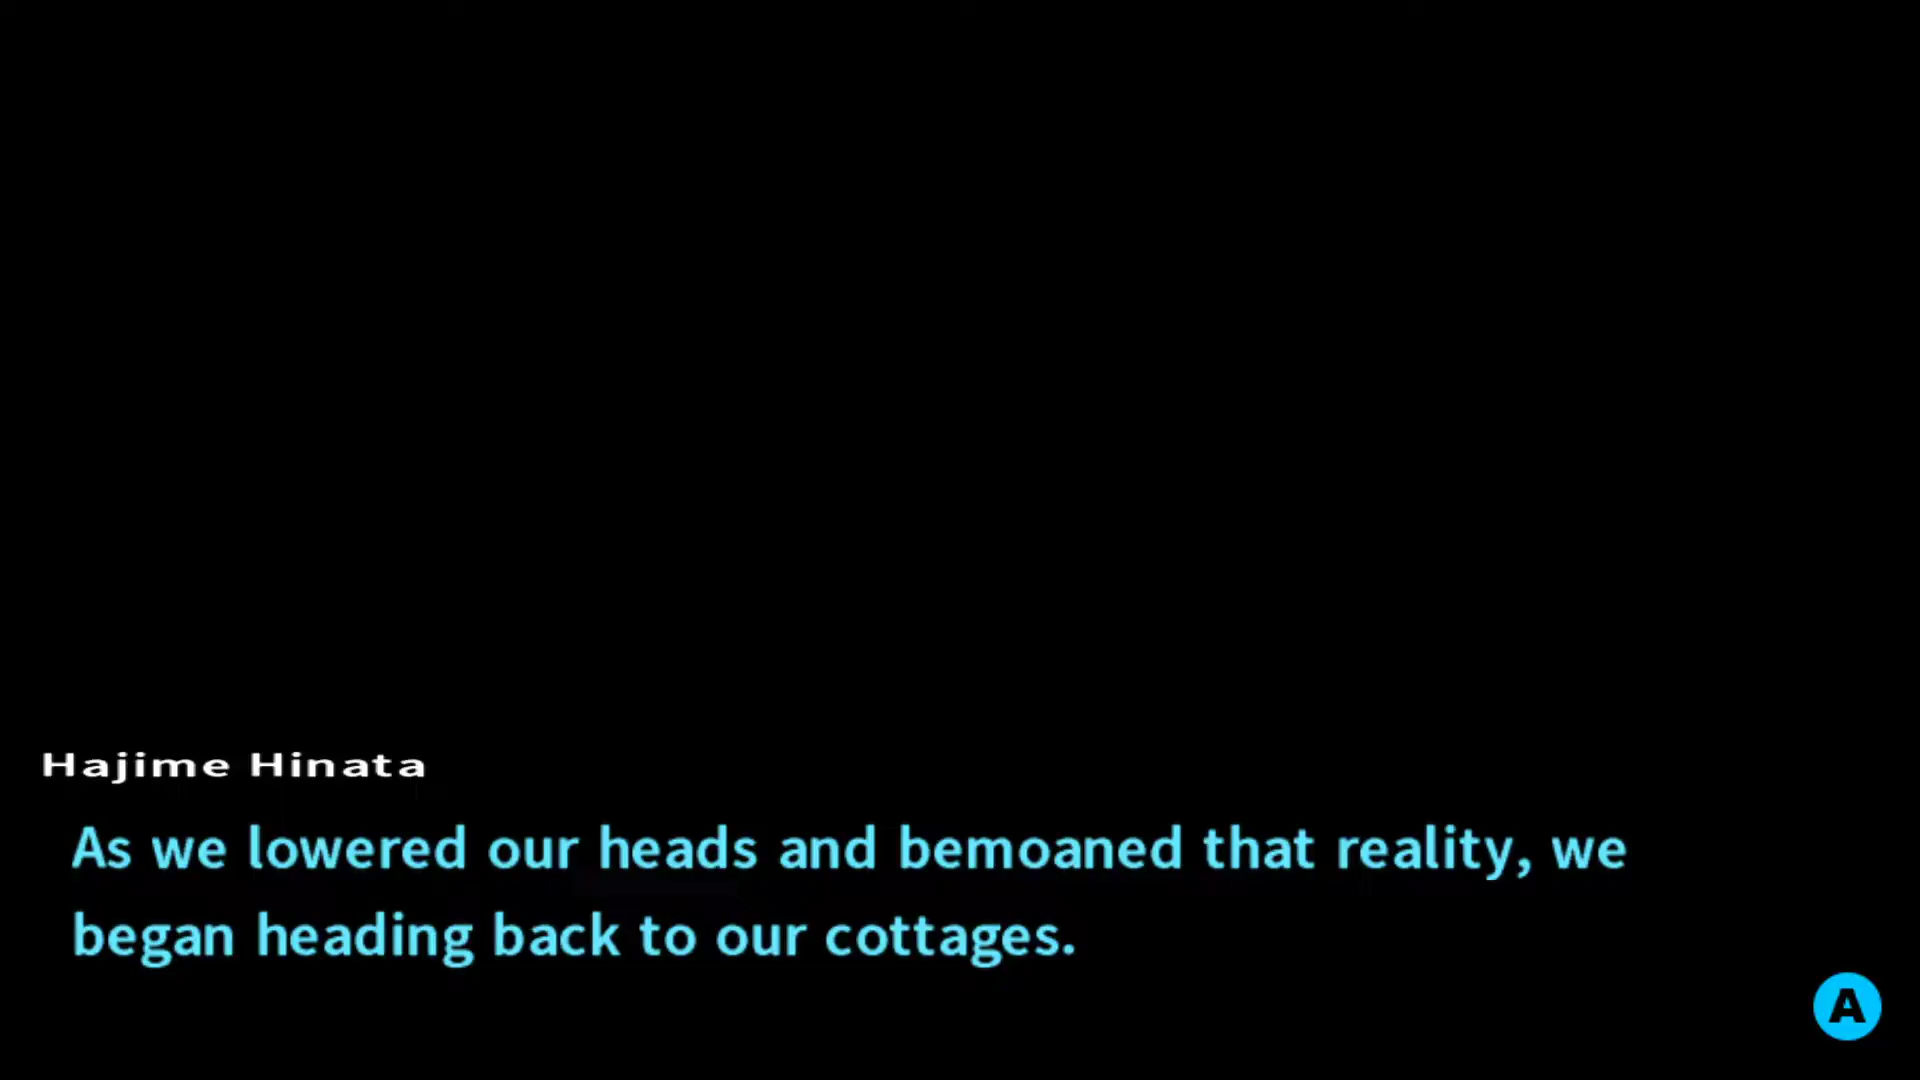 Hajime Hinata
As we lowered our heads and bemoaned that reality, we
began heading back to our cottages.
A